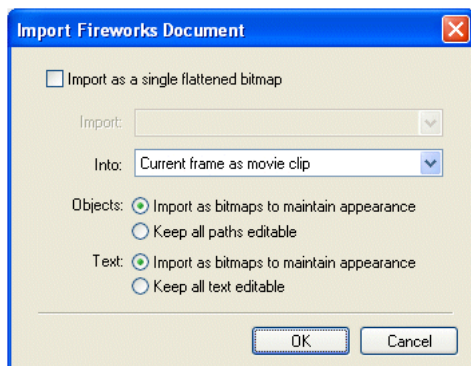 Import Fireworks Document
Import as a single flattened bitmap
Import:
Into: Current frame as movie clip
Objects: Import as bitmaps to maintain appearance
Keep all paths editable
Text: Import as bitmaps to maintain appearance
Keep all text editable
OK Cancel